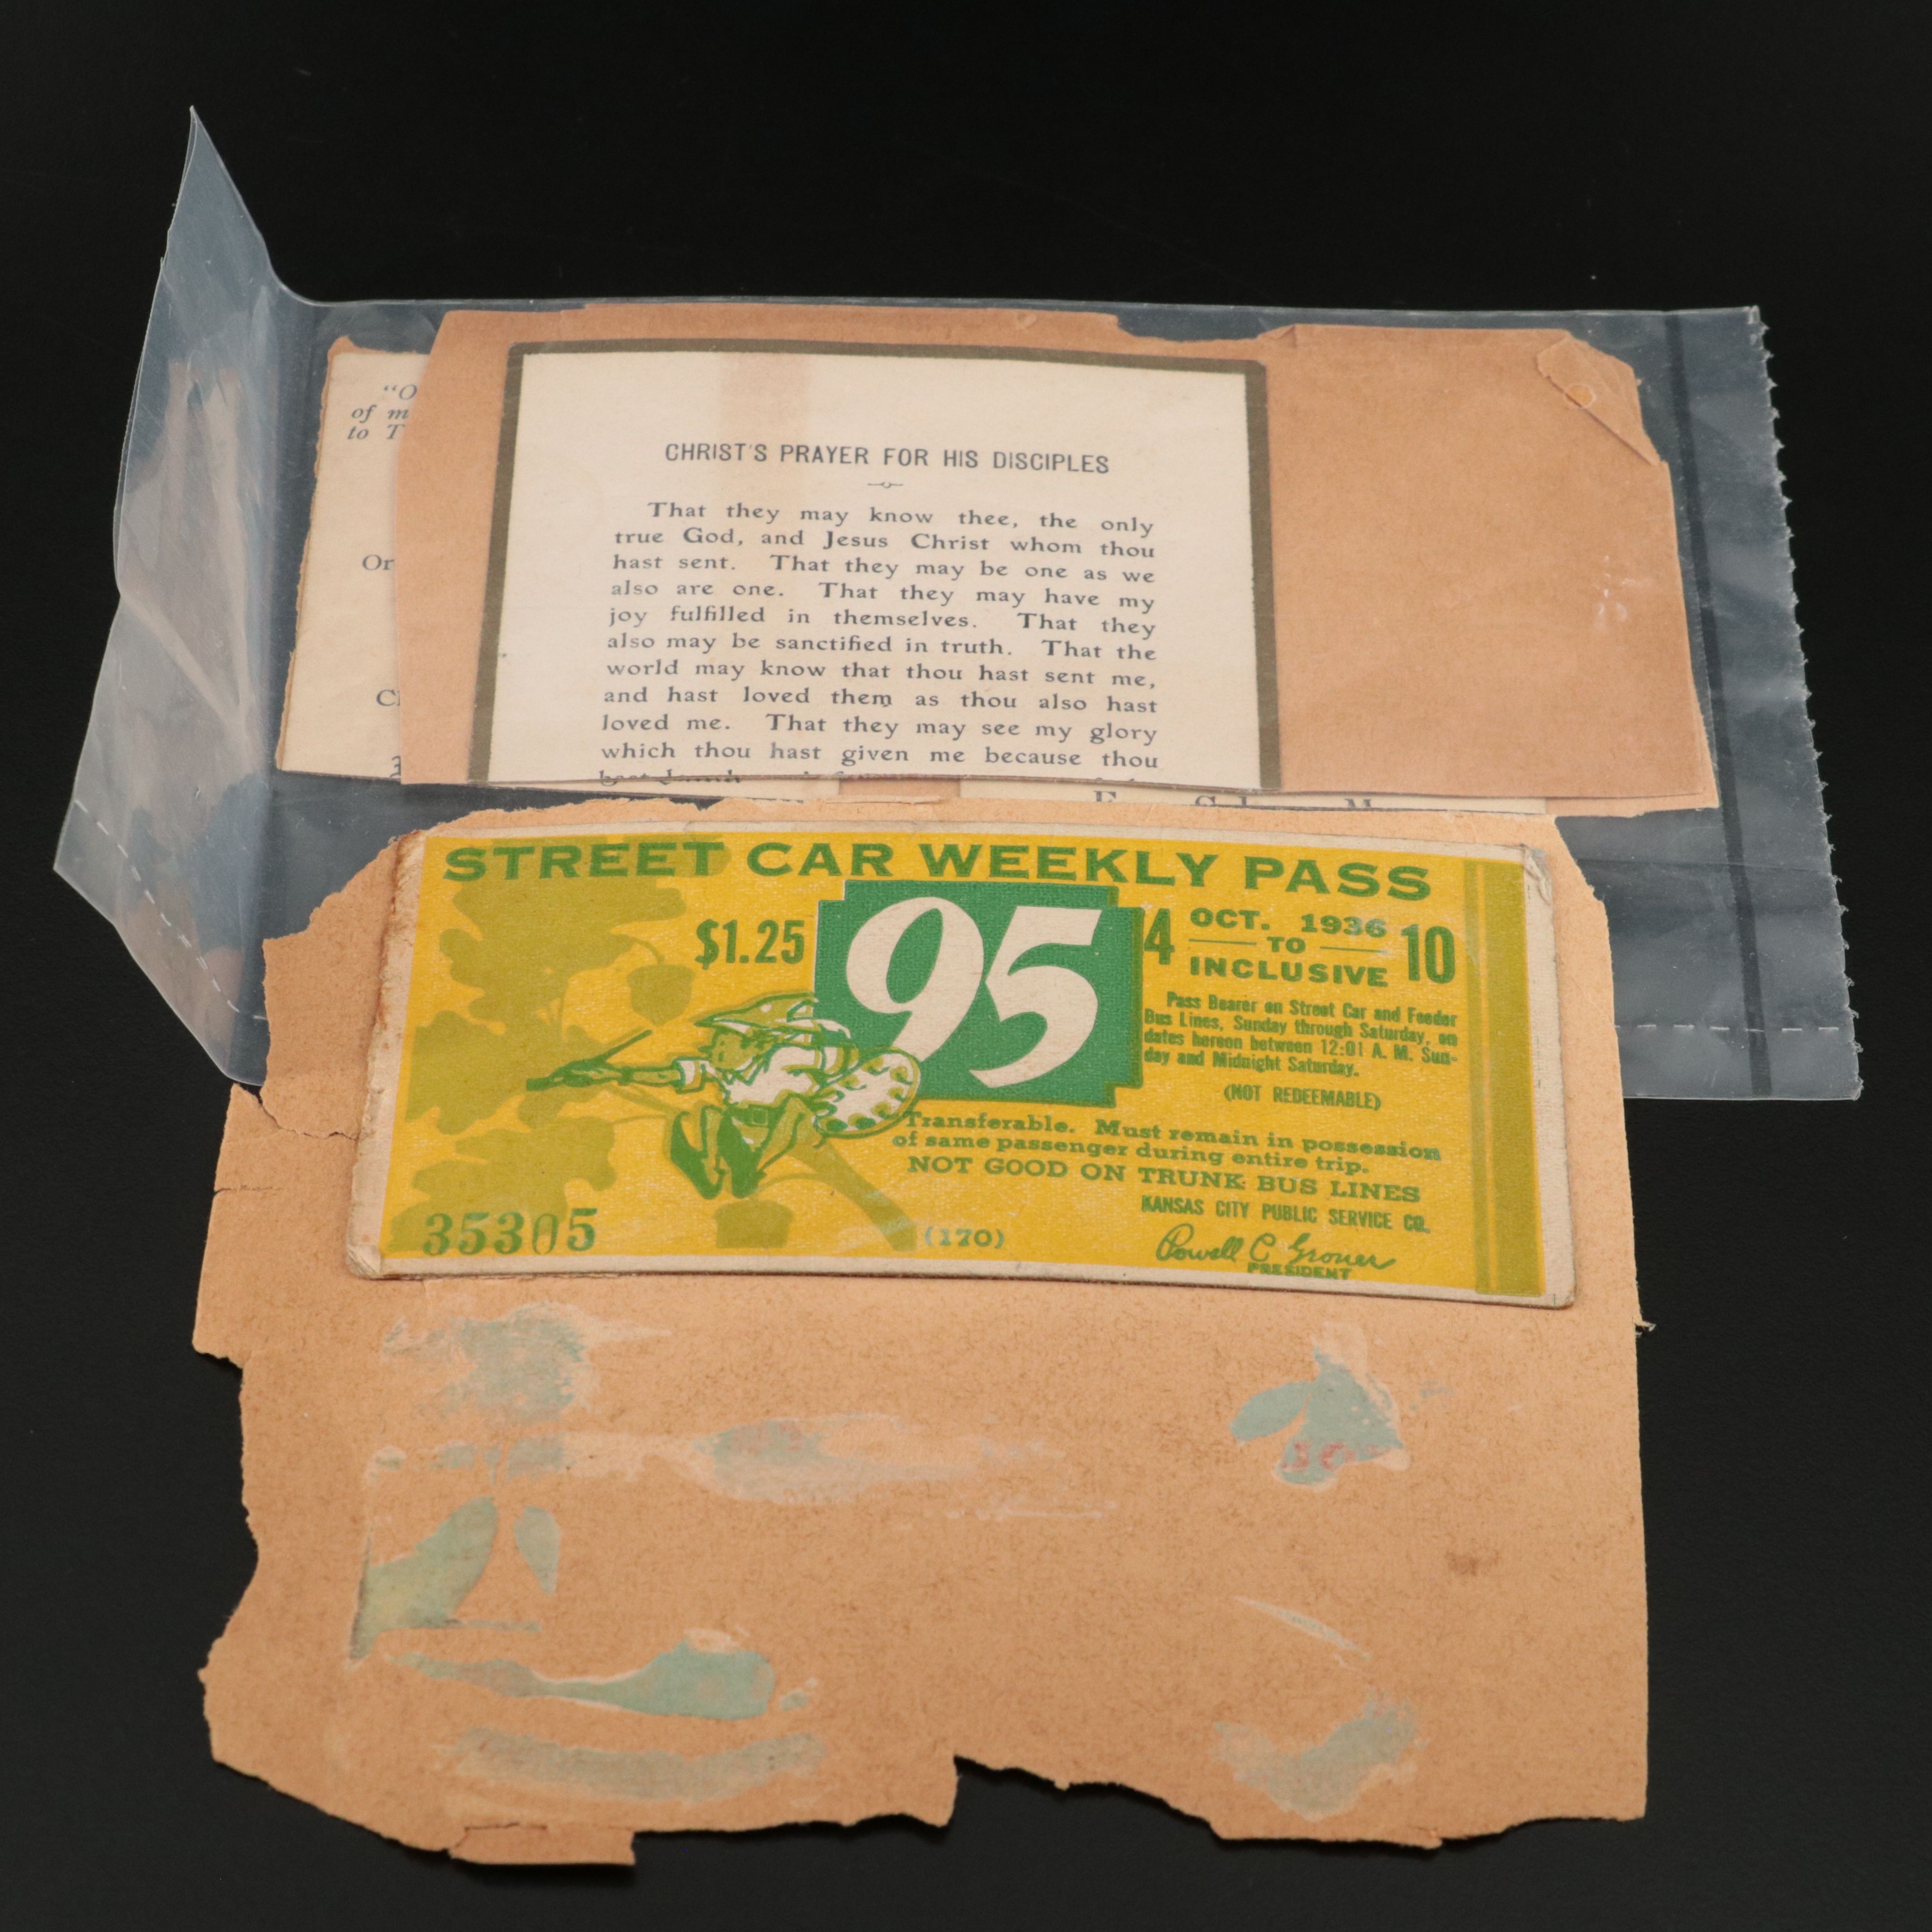 “O
of m
to T
Or
C
3
CHRIST'S PRAYER FOR HIS DISCIPLES
That they may know thee, the only
true God, and Jesus Christ whom thou
hast sent. That they may be one as we
also are one. That they may have my
joy fulfilled in themselves. That they
also may be sanctified in truth. That the
world may know that thou hast sent me,
and hast loved them as thou also hast
loved me. That they may see my glory
which thou hast given me because thou
STREET CAR WEEKLY PASS
$1.25
95
4 OCT. 1936 TO INCLUSIVE 10
Pass Bearer on Street Car and Feeder
Bus Lines, Sunday through Saturday, on
dates hereon between 12:01 A. M. Sun-
day and Midnight Saturday.
(NOT REDEEMABLE)
Transferable. Must remain in possession
of same passenger during entire trip.
NOT GOOD ON TRUNK BUS LINES
KANSAS CITY PUBLIC SERVICE CO.
Powell C Groner
PRESIDENT
35305
(170)